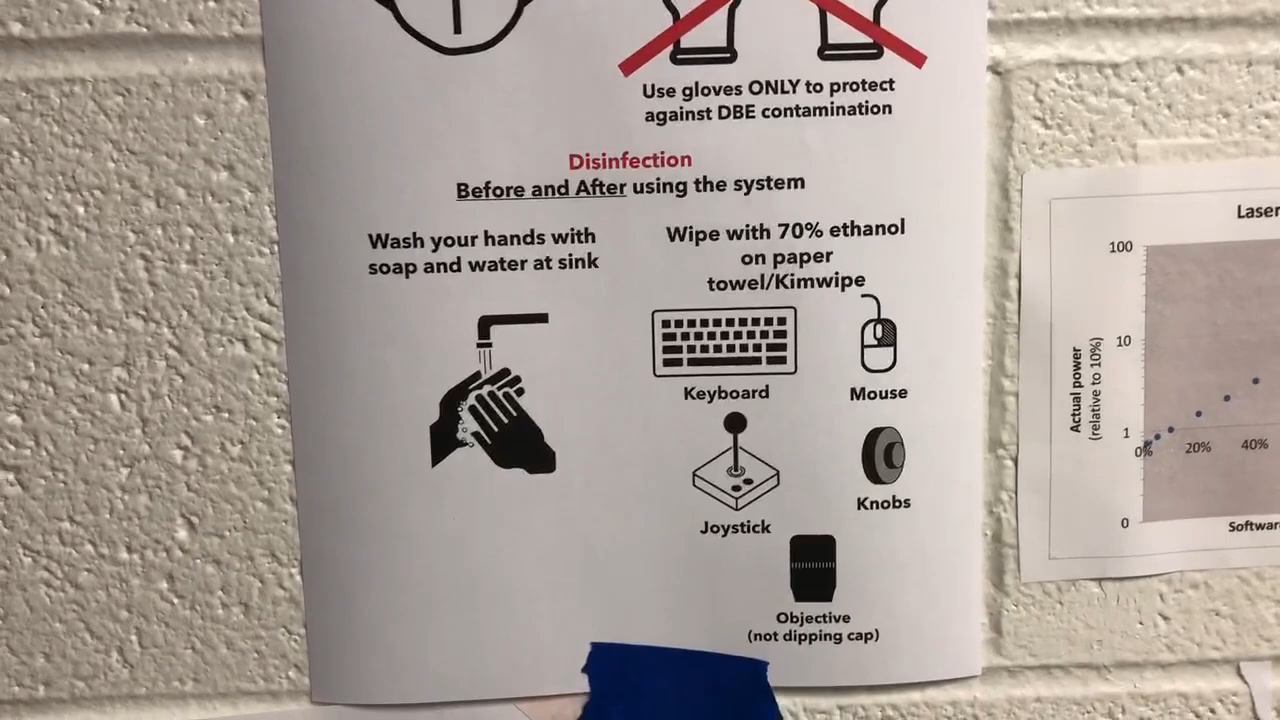 Use gloves ONLY to protect
against DBE contamination
Disinfection
Before and After using the system
Wash your hands with
soap and water at sink
Wipe with 70% ethanol
on paper
towel/Kimwipe
Keyboard
Mouse
Joystick
Knobs
Objective
(not dipping cap)
Laser
100
10
1
0
Actual power
(relative to 10%)
0%
20%
40%